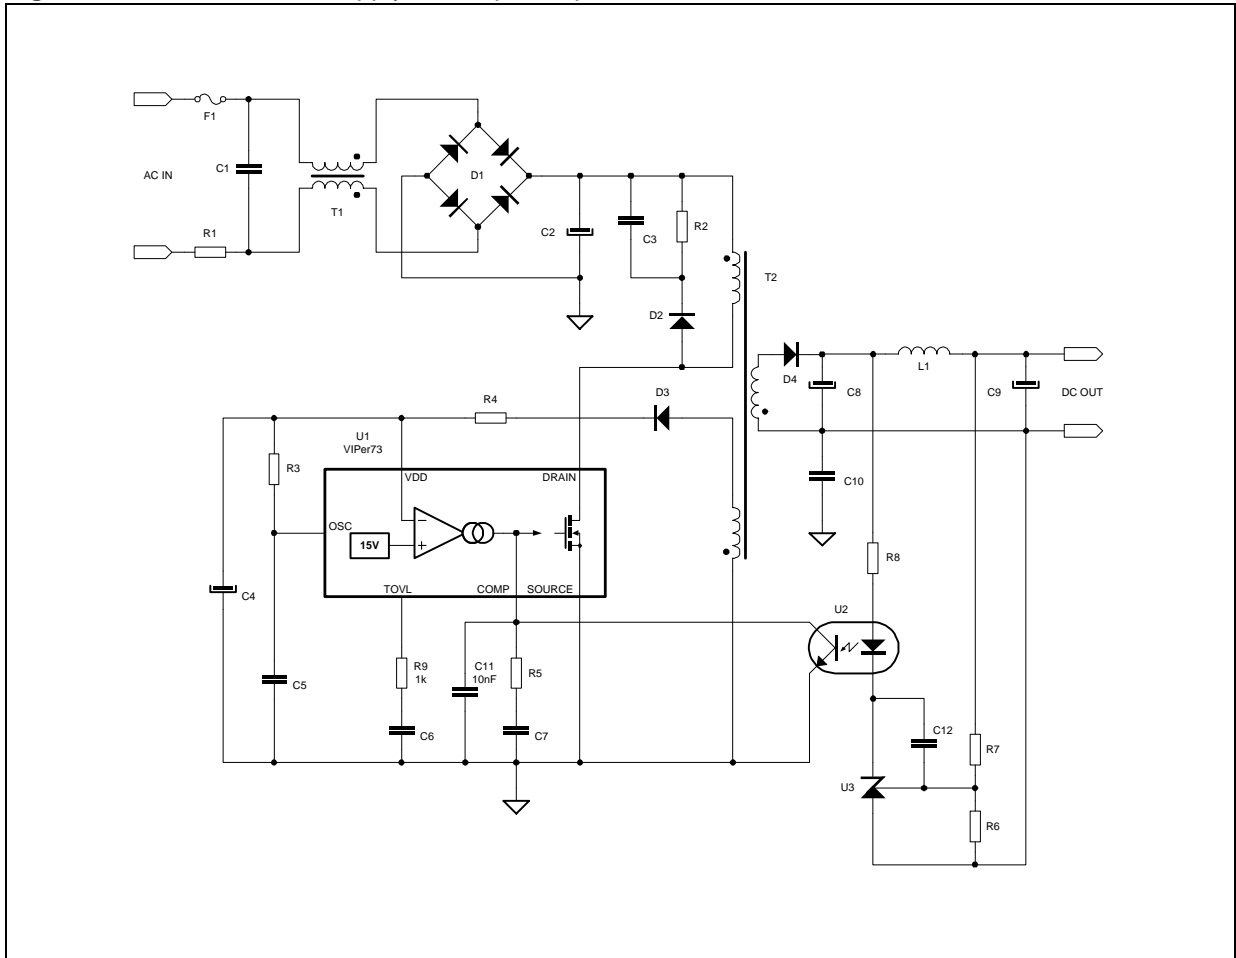 F1
C1
AC IN
D1
T1
R1
C2
C3
R2
T2
D2
D4
C8
L1
C9
DC OUT
R4
D3
U1
VIPer73
R3
VDD
DRAIN
C10
OSC
15V
R8
TOVL
COMP
SOURCE
C4
U2
R9
1k
C11
10nF
R5
C5
C6
C7
C12
R7
U3
R6